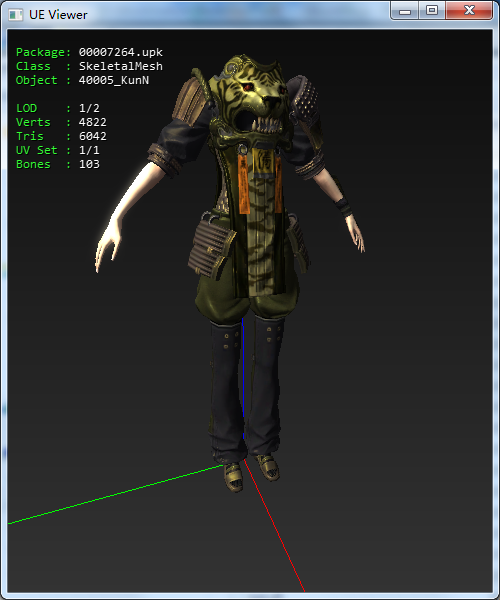 UE Viewer
Package: 00007264.upk
Class : SkeletalMesh
Object : 40005_KunN
LOD : 1/2
Verts : 4822
Tris : 6042
UV Set : 1/1
Bones : 103